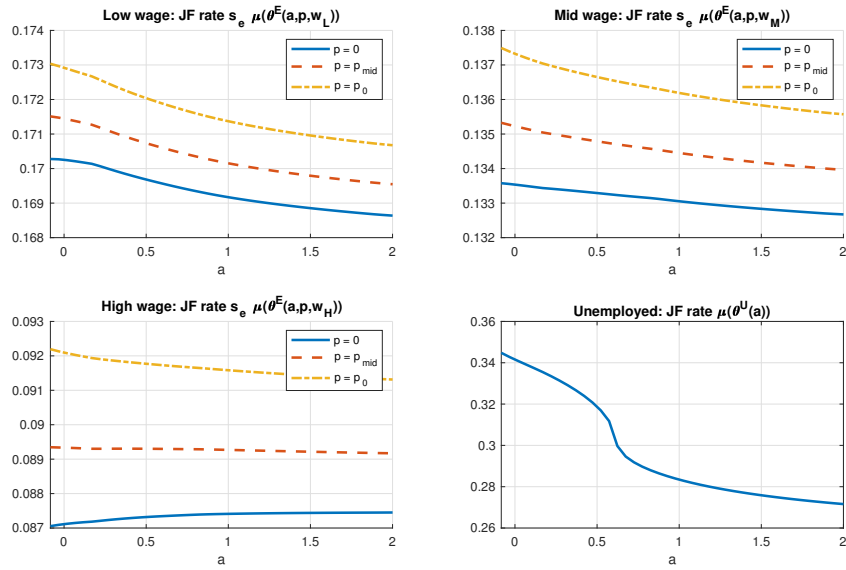 Low wage: JF rate s_e μ(θ^E(a,p,w_L))
0.174
0.173
0.172
0.171
0.17
0.169
0.168
0
0.5
1
1.5
2
a
p = 0
p = p_mid
p = p_0
Mid wage: JF rate s_e μ(θ^E(a,p,w_M))
0.138
0.137
0.136
0.135
0.134
0.133
0.132
0
0.5
1
1.5
2
a
p = 0
p = p_mid
p = p_0
High wage: JF rate s_e μ(θ^E(a,p,w_H))
0.093
0.092
0.091
0.09
0.089
0.088
0.087
0
0.5
1
1.5
2
a
p = 0
p = p_mid
p = p_0
Unemployed: JF rate μ(θ^U(a))
0.36
0.34
0.32
0.3
0.28
0.26
0
0.5
1
1.5
2
a